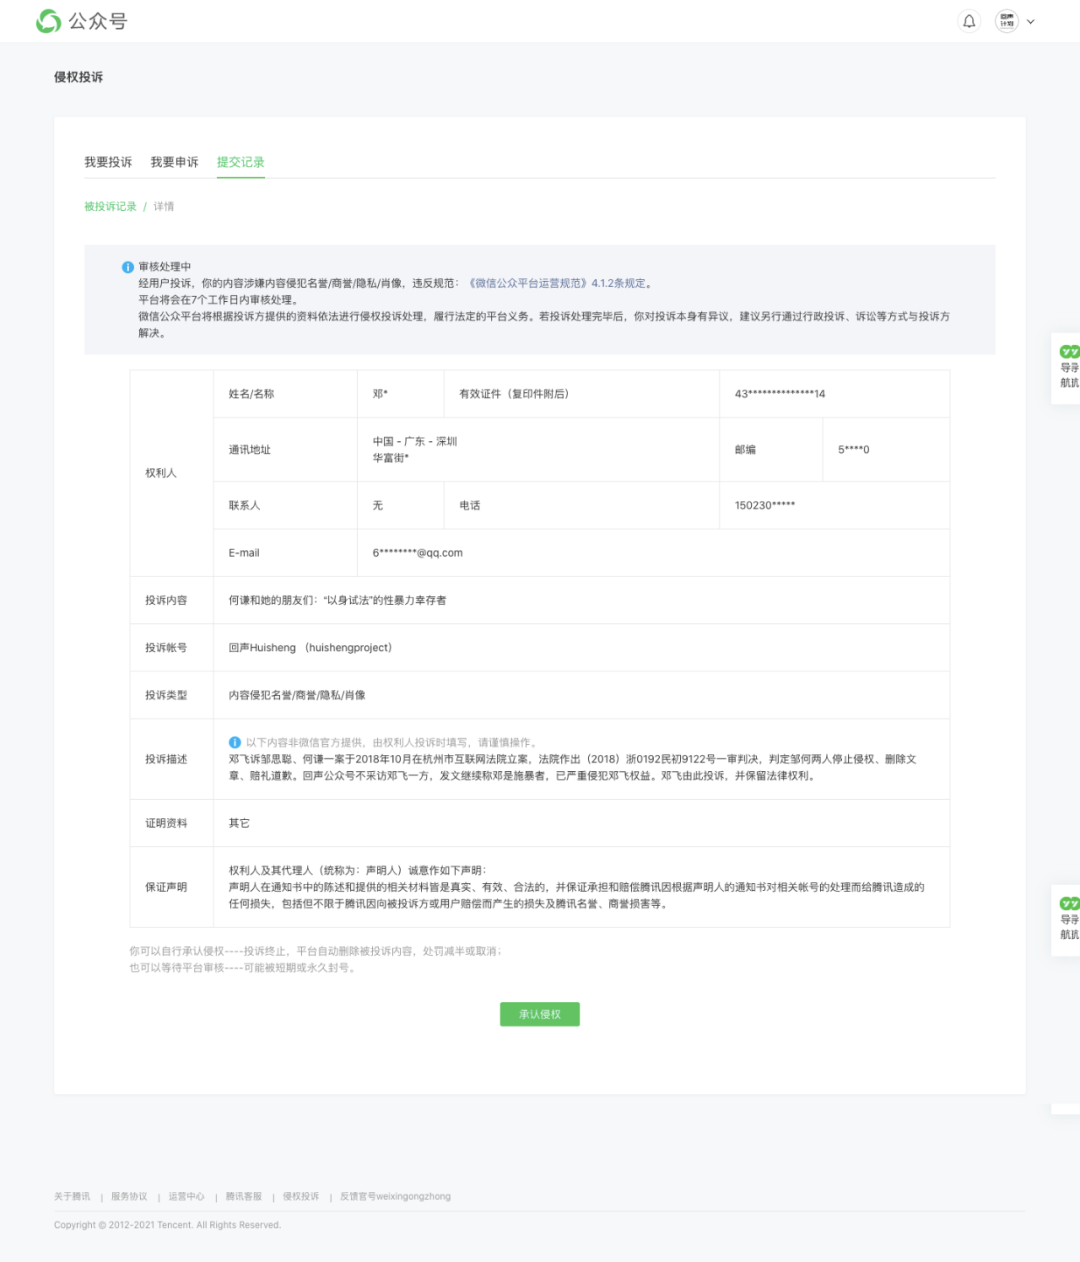 公众号
回声
计划
侵权投诉
我要投诉 我要申诉 提交记录
被投诉记录 / 详情
审核处理中
经用户投诉，你的内容涉嫌内容侵犯名誉/商誉/隐私/肖像，违反规范：《微信公众平台运营规范》4.1.2条规定。
平台将会在7个工作日内审核处理。
微信公众平台将根据投诉方提供的资料依法进行侵权投诉处理，履行法定的平台义务。若投诉处理完毕后，你对投诉本身有异议，建议另行通过行政投诉、诉讼等方式与投诉方
解决。
权利人
姓名/名称 邓* 有效证件（复印件附后） 43**************14
通讯地址 中国 - 广东 - 深圳
华富街*
邮编 5****0
联系人 无 电话 150230*****
E-mail 6********@qq.com
投诉内容 何谦和她的朋友们：“以身试法”的性暴力幸存者
投诉帐号 回声Huisheng （huishengproject）
投诉类型 内容侵犯名誉/商誉/隐私/肖像
投诉描述
以下内容非微信官方提供，由权利人投诉时填写，请谨慎操作。
邓飞诉邹思聪、何谦一案于2018年10月在杭州市互联网法院立案，法院作出（2018）浙0192民初9122号一审判决，判定邹何两人停止侵权、删除文
章、赔礼道歉。回声公众号不采访邓飞一方，发文继续称邓是施暴者，已严重侵犯邓飞权益。邓飞由此投诉，并保留法律权利。
证明资料 其它
保证声明
权利人及其代理人（统称为：声明人）诚意作如下声明：
声明人在通知书中的陈述和提供的相关材料皆是真实、有效、合法的，并保证承担和赔偿腾讯因根据声明人的通知书对相关帐号的处理而给腾讯造成的
任何损失，包括但不限于腾讯因向被投诉方或用户赔偿而产生的损失及腾讯名誉、商誉损害等。
你可以自行承认侵权----投诉终止，平台自动删除被投诉内容，处罚减半或取消；
也可以等待平台审核----可能被短期或永久封号。
承认侵权
导
航
导
航
关于腾讯 | 服务协议 | 运营中心 | 腾讯客服 | 侵权投诉 | 反馈官号weixingongzhong
Copyright © 2012-2021 Tencent. All Rights Reserved.